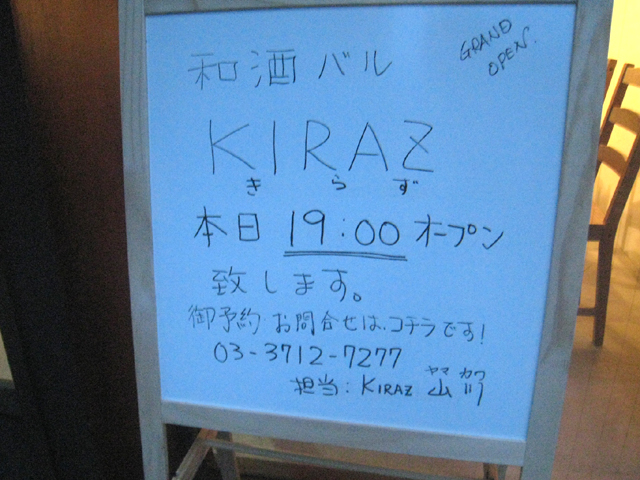 GRAND
OPEN.
和酒バル
KIRAZ
きらず
本日 19:00 オープン
致します。
御予約 お問合せは、コチラです!
03-3712-7277
ヤマ カワ
担当: KIRAZ 山川